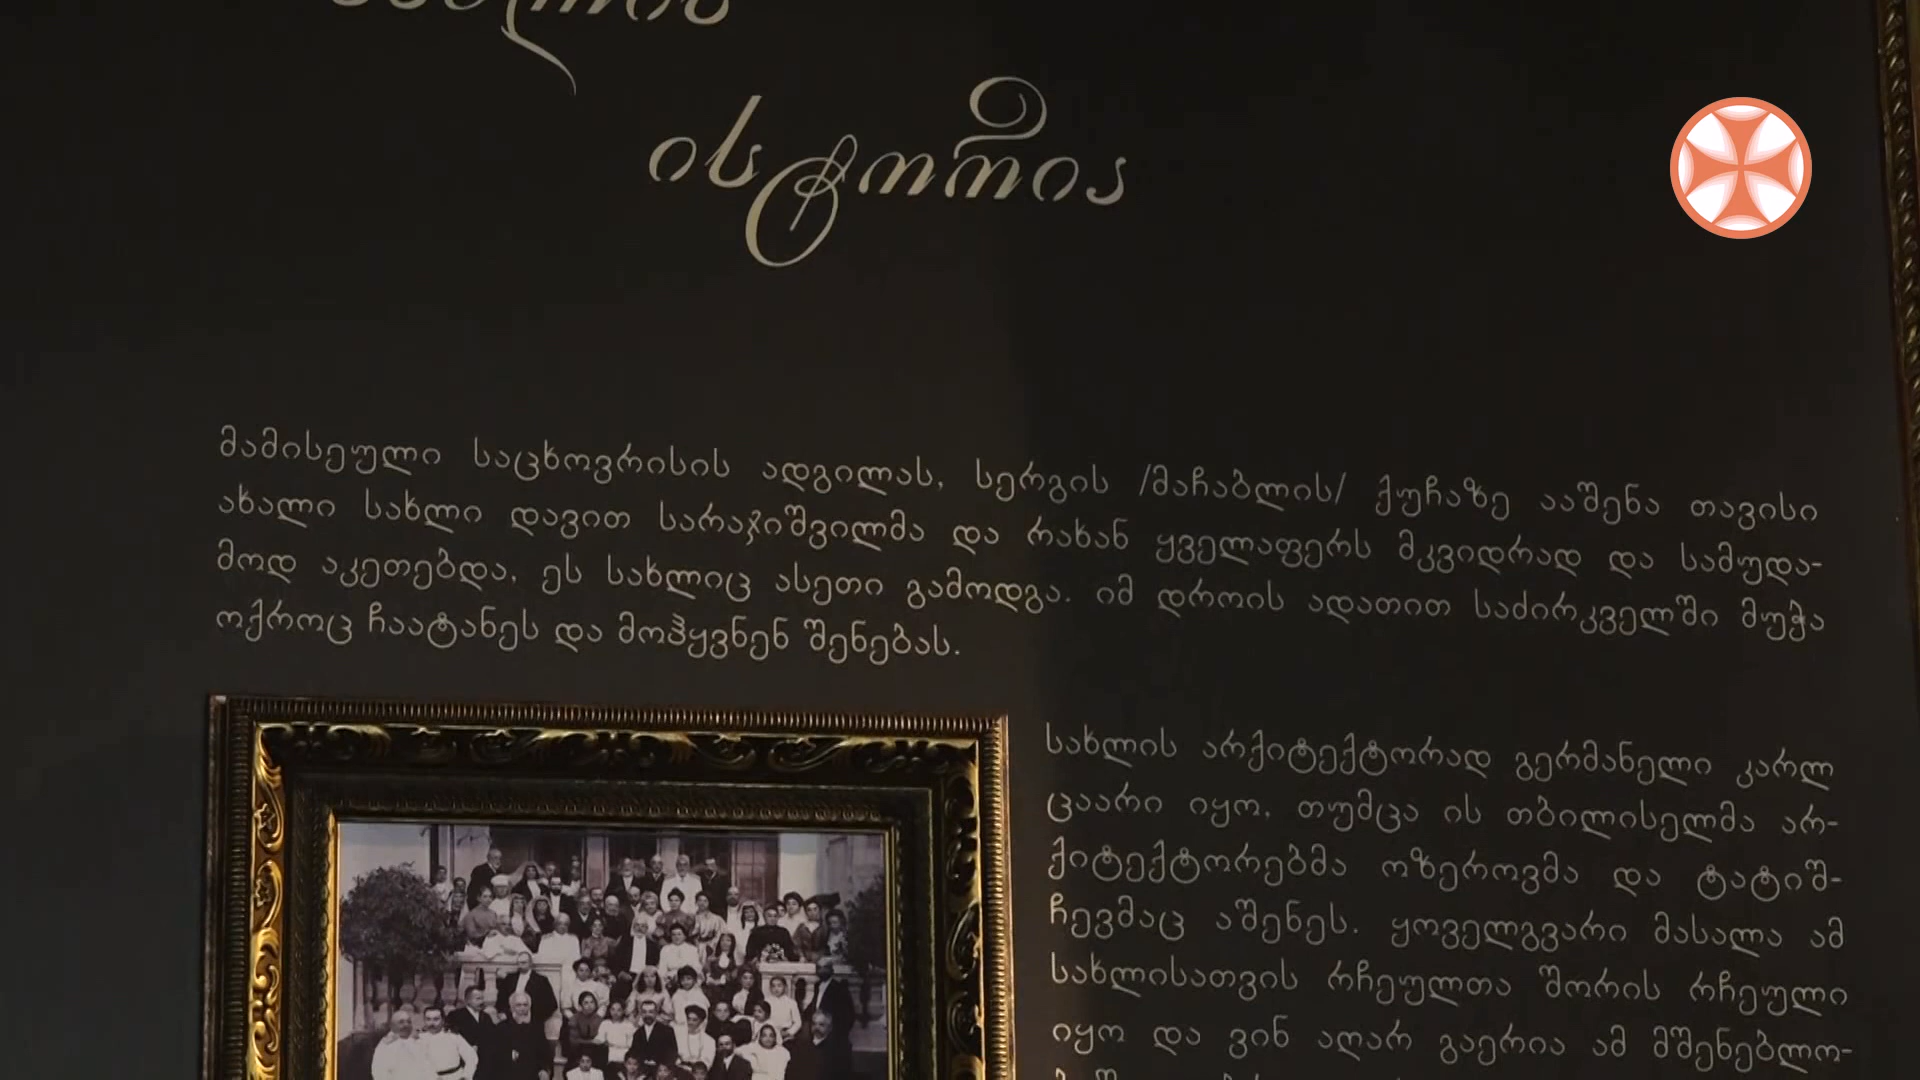 ისტორია
მამისეული საცხოვრისის ადგილას, სერგის /მაჩაბლის/ ქუჩაზე ააშენა თავისი
ახალი სახლი დავით სარაჯიშვილმა და რახან ყველაფერს მკვიდრად და სამუდა-
მოდ აკეთებდა, ეს სახლიც ასეთი გამოდგა. იმ დროის ადათით საძირკველში მუჭა
ოქროც ჩაატანეს და მოჰყვნენ შენებას.
სახლის არქიტექტორად გერმანელი კარლ
ცაარი იყო, თუმცა ის თბილისელმა არ-
ქიტექტორებმა ოზეროვმა და ტატიშ-
ჩევმაც აშენეს. ყოველგვარი მასალა ამ
სახლისათვის რჩეულთა შორის რჩეული
იყო და ვინ აღარ გაერია ამ მშენებლო-